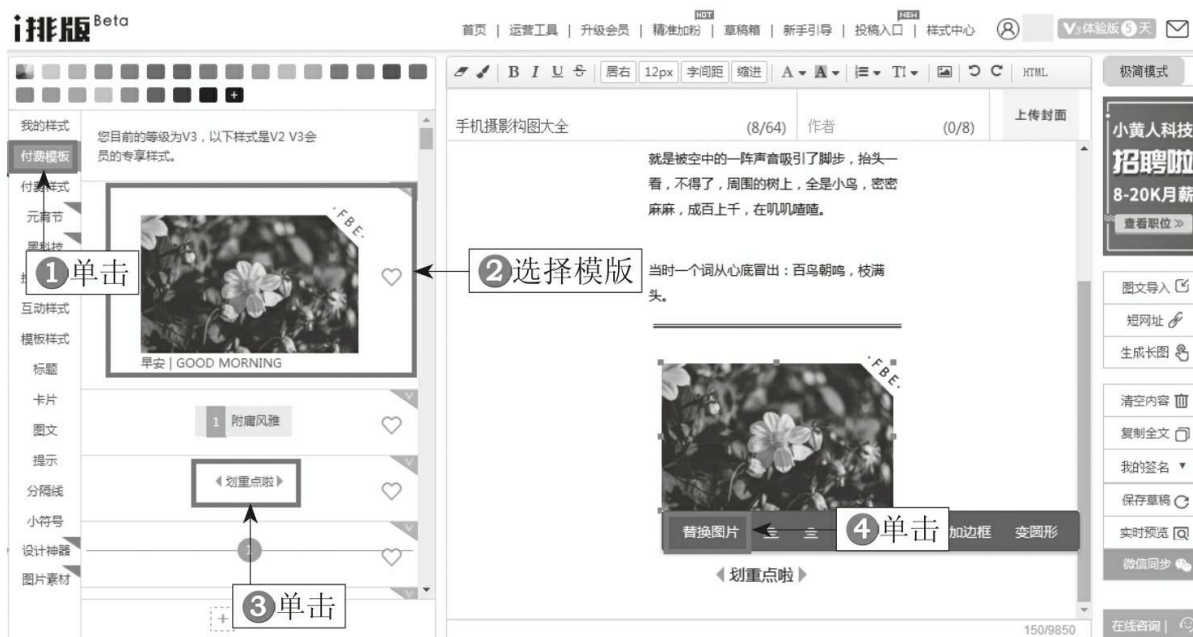 i排版 Beta
首页 | 运营工具 | 升级会员 | 精准加粉 | 草稿箱 | 新手引导 | 投稿入口 | 样式中心
HOT
NEW
V3体验版 5 天
B I U S 居右 12px 字间距 缩进 A A TI HTML
极简模式
我的样式
付费模板
付费样式
元宵节
黑科技
互动样式
模板样式
标题
卡片
图文
提示
分隔线
小符号
设计神器
图片素材
您目前的等级为V3，以下样式是V2 V3会
员的专享样式。
·FBE·
早安 | GOOD MORNING
1 附庸风雅
划重点啦
1单击
2选择模版
3单击
4单击
手机摄影构图大全 (8/64)
作者 (0/8)
上传封面
就是被空中的一阵声音吸引了脚步，抬头一
看，不得了，周围的树上，全是小鸟，密密
麻麻，成百上千，在叽叽喳喳。
当时一个词从心底冒出：百鸟朝鸣，枝满
头。
·FBE·
替换图片 加边框 变圆形
划重点啦
150/9850
小黄人科技
招聘啦
8-20K月薪
查看职位
图文导入
短网址
生成长图
清空内容
复制全文
我的签名
保存草稿
实时预览
微信同步
在线咨询 |